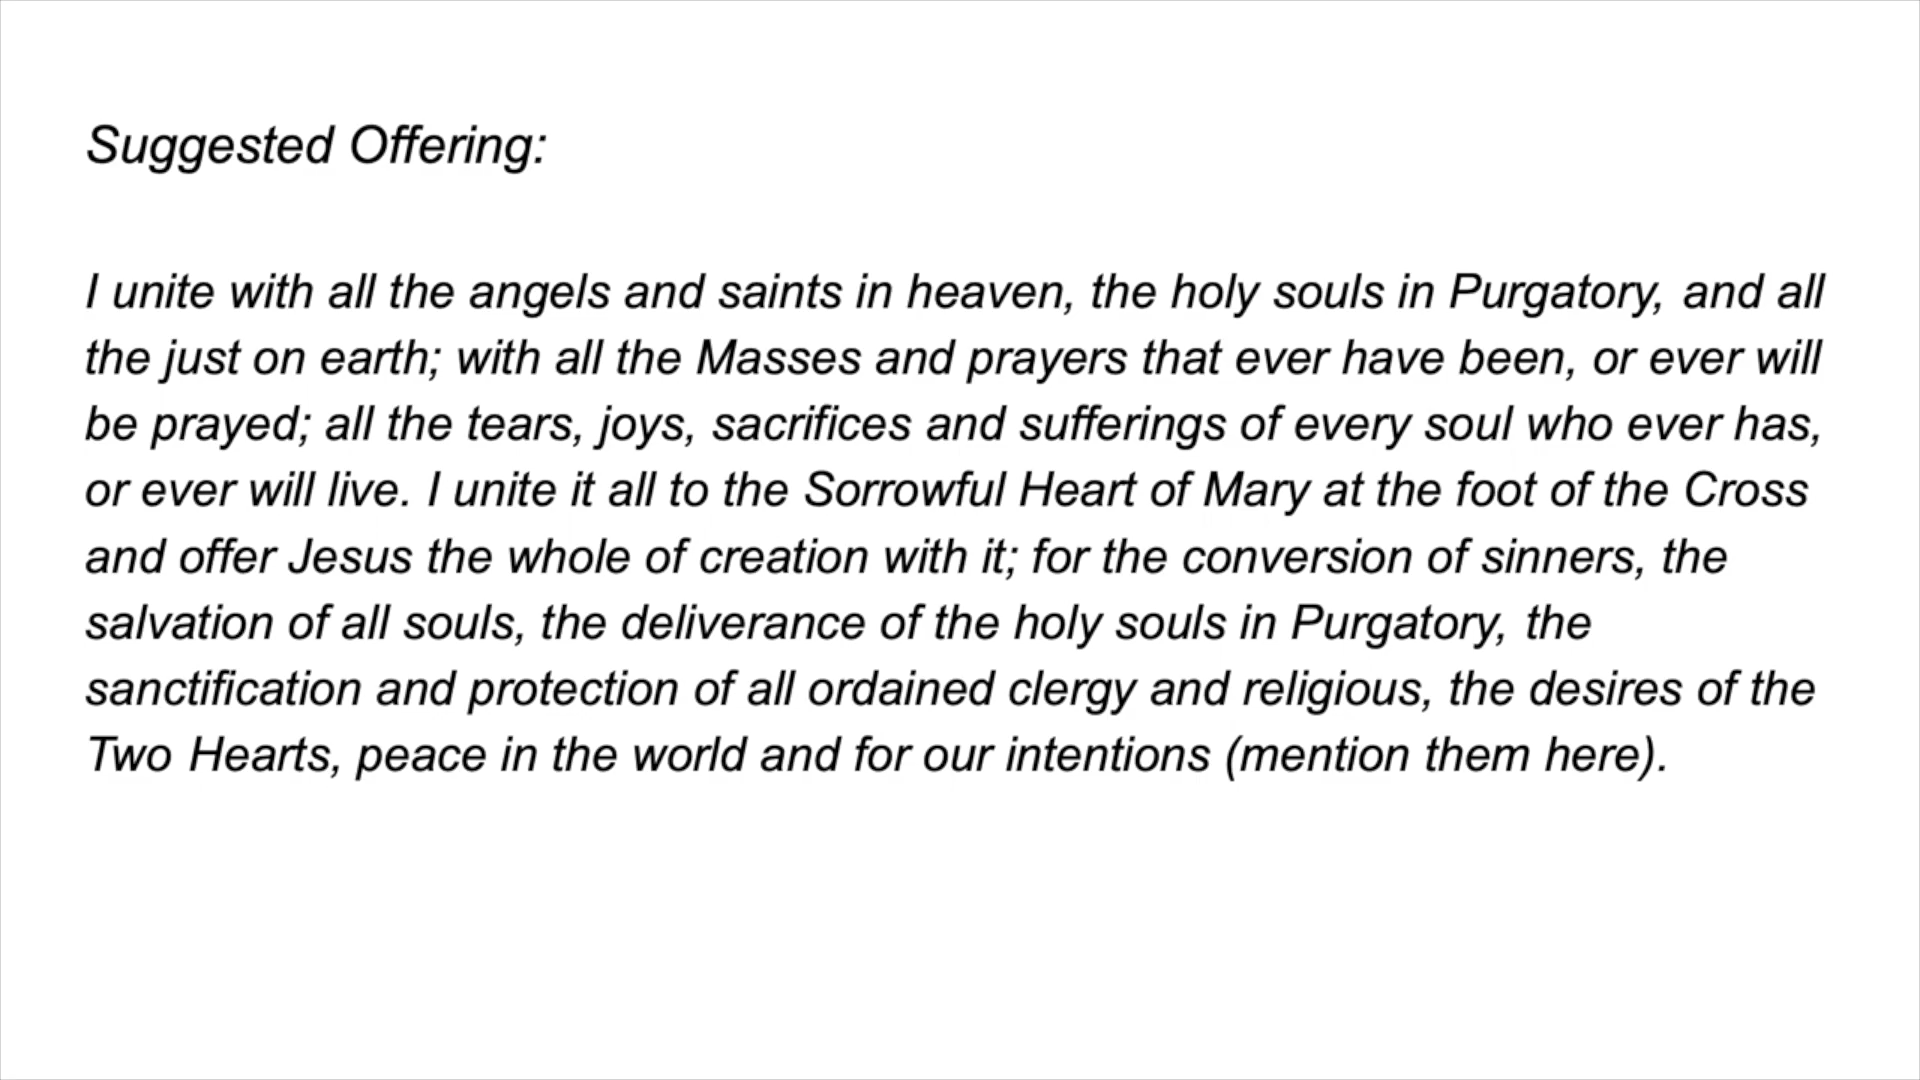 Suggested Offering:
I unite with all the angels and saints in heaven, the holy souls in Purgatory, and all
the just on earth; with all the Masses and prayers that ever have been, or ever will
be prayed; all the tears, joys, sacrifices and sufferings of every soul who ever has,
or ever will live. I unite it all to the Sorrowful Heart of Mary at the foot of the Cross
and offer Jesus the whole of creation with it; for the conversion of sinners, the
salvation of all souls, the deliverance of the holy souls in Purgatory, the
sanctification and protection of all ordained clergy and religious, the desires of the
Two Hearts, peace in the world and for our intentions (mention them here).